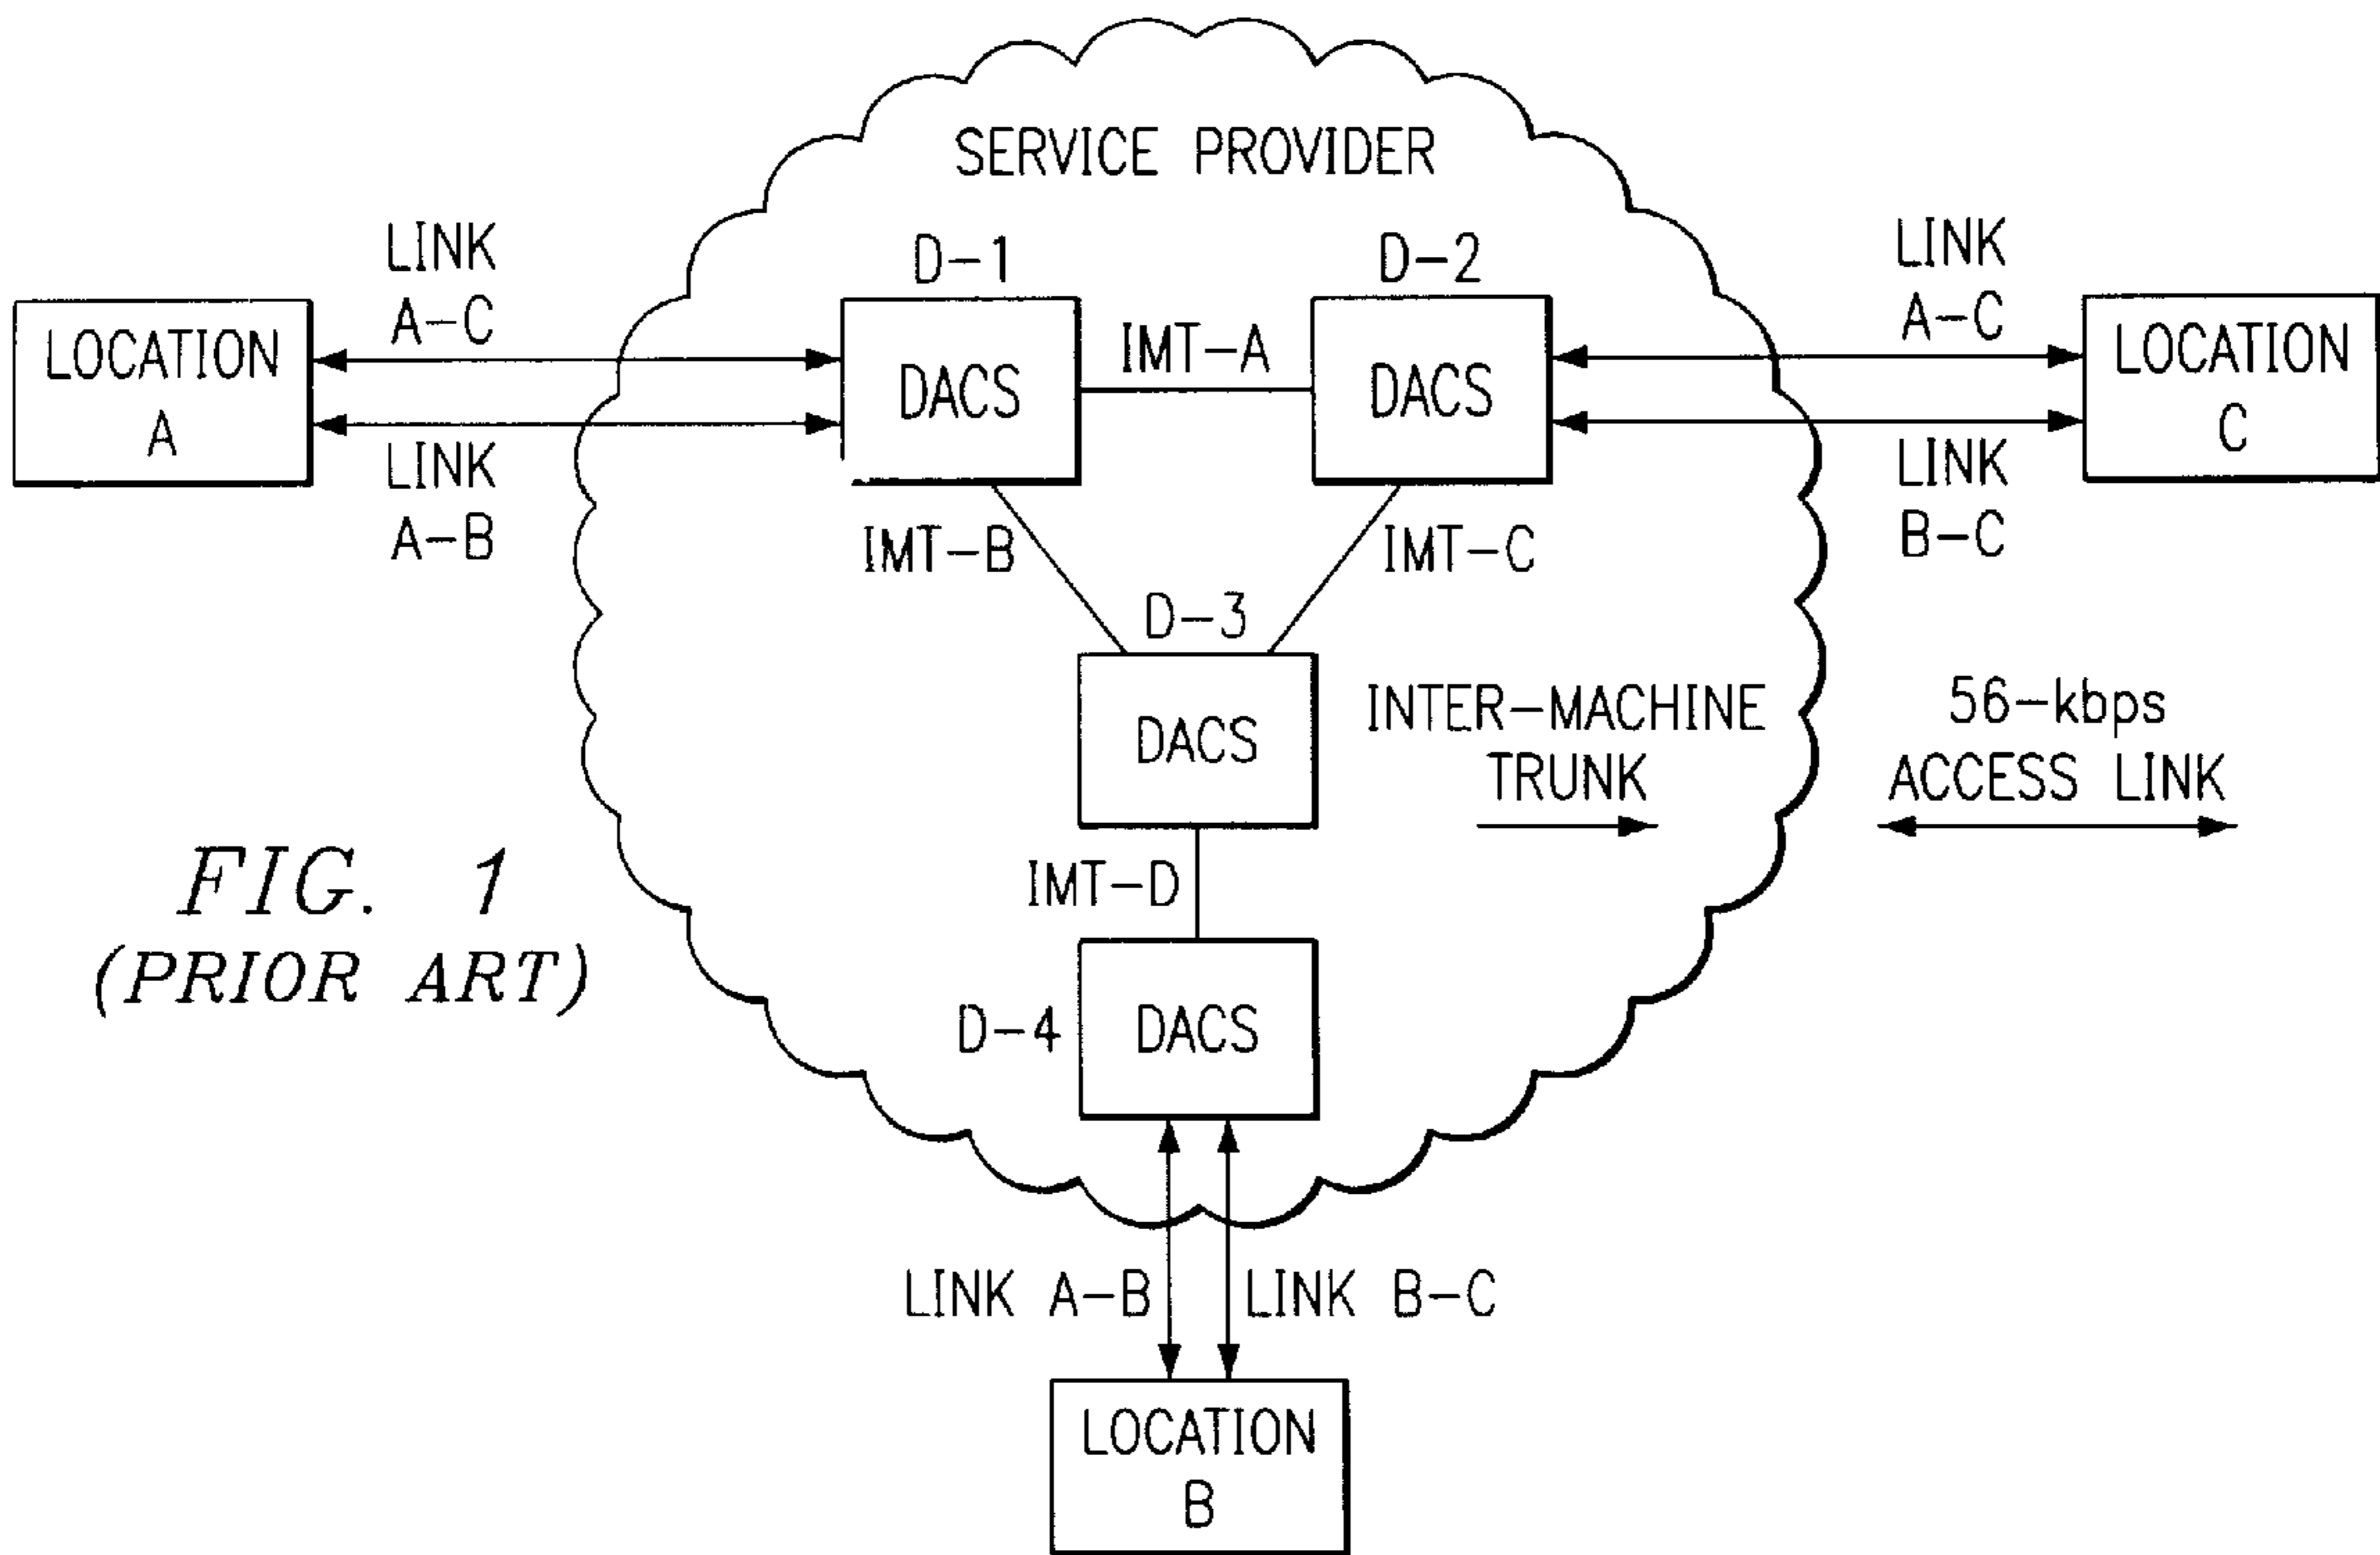 SERVICE PROVIDER
LINK
A-C
D-1
D-2
LINK
A-C
LOCATION
A
DACS
IMT-A
DACS
LOCATION
C
LINK
A-B
IMT-B
IMT-C
LINK
B-C
D-3
DACS
INTER-MACHINE
TRUNK
56-kbps
ACCESS LINK
FIG. 1
(PRIOR ART)
IMT-D
D-4
DACS
LINK A-B
LINK B-C
LOCATION
B